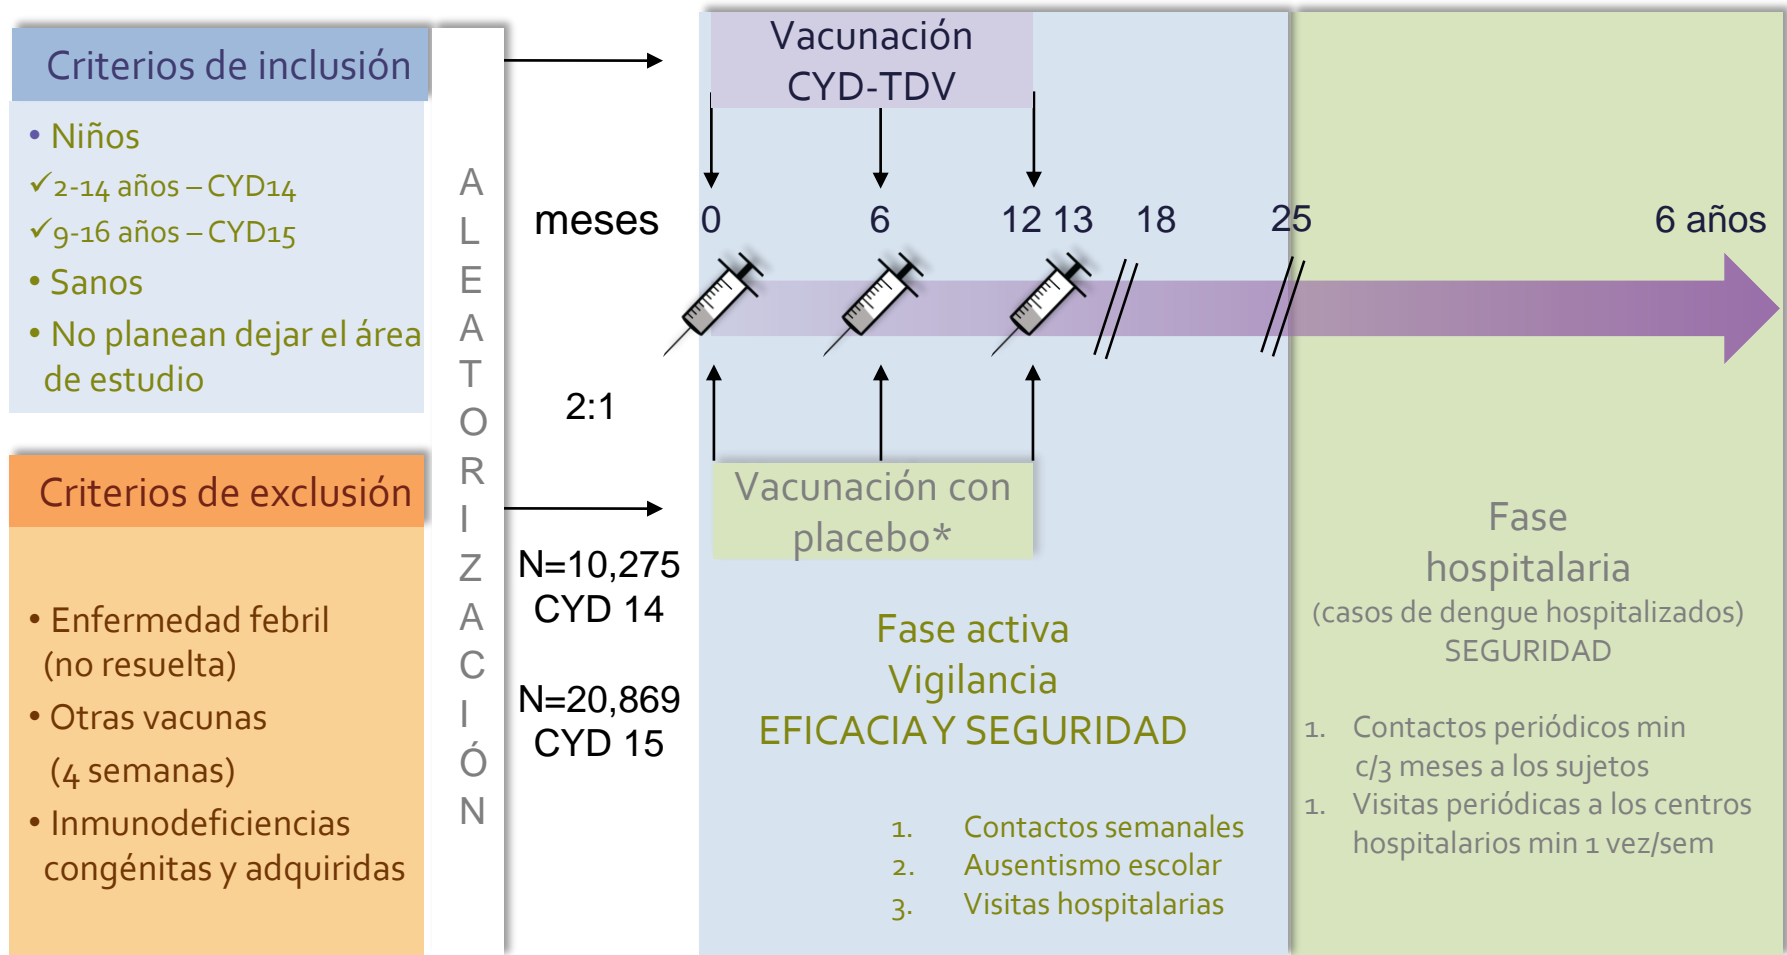 Criterios de inclusión
• Niños
✓2-14 años – CYD14
✓9-16 años – CYD15
• Sanos
• No planean dejar el área
de estudio
Criterios de exclusión
• Enfermedad febril
(no resuelta)
• Otras vacunas
(4 semanas)
• Inmunodeficiencias
congénitas y adquiridas
ALEATORIZACIÓN
meses
2:1
N=10,275
CYD 14
N=20,869
CYD 15
Vacunación
CYD-TDV
0 6 12 13 18 25 6 años
Vacunación con
placebo*
Fase activa
Vigilancia
EFICACIA Y SEGURIDAD
1. Contactos semanales
2. Ausentismo escolar
3. Visitas hospitalarias
Fase
hospitalaria
(casos de dengue hospitalizados)
SEGURIDAD
1. Contactos periódicos min
c/3 meses a los sujetos
1. Visitas periódicas a los centros
hospitalarios min 1 vez/sem